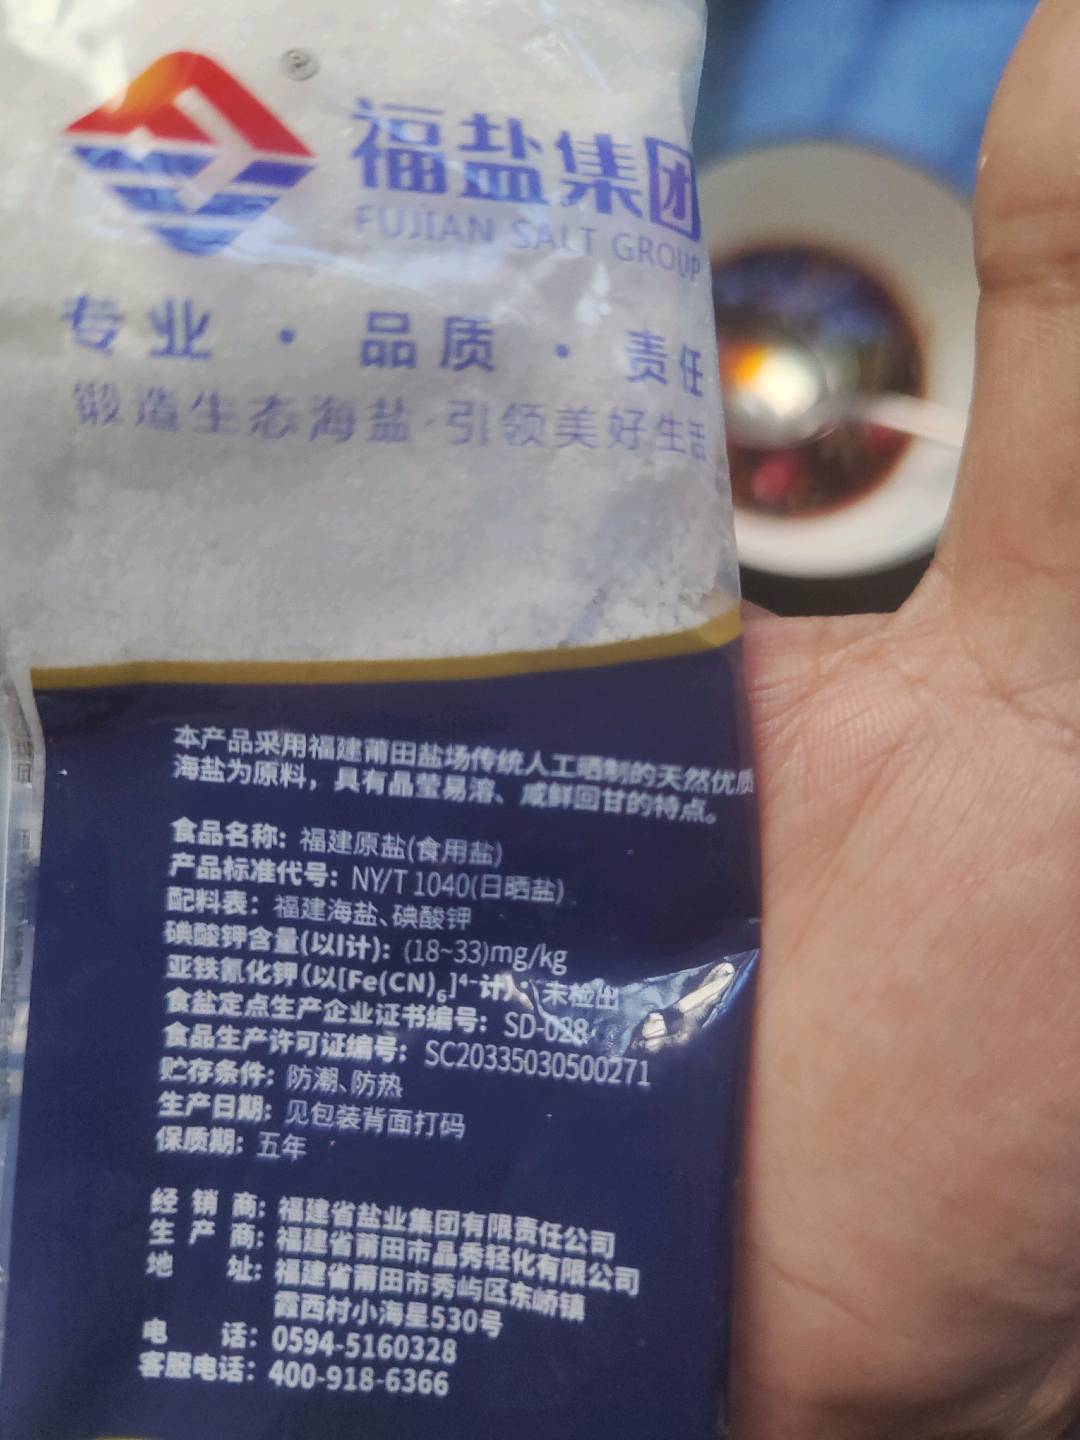 ®
福盐集团
FUJIAN SALT GROUP
专业 · 品质 · 责任
锻造生态海盐 引领美好生活
本产品采用福建莆田盐场传统人工晒制的天然优质
海盐为原料，具有晶莹易溶、咸鲜回甘的特点。
食品名称: 福建原盐(食用盐)
产品标准代号: NY/T 1040(日晒盐)
配料表: 福建海盐、碘酸钾
碘酸钾含量(以I计): (18~33)mg/kg
亚铁氰化钾(以[Fe(CN)₆]⁴⁻计): 未检出
食盐定点生产企业证书编号: SD-028
食品生产许可证编号: SC20335030500271
贮存条件: 防潮、防热
生产日期: 见包装背面打码
保质期: 五年
经销商: 福建省盐业集团有限责任公司
生产商: 福建省莆田市晶秀轻化有限公司
地址: 福建省莆田市秀屿区东峤镇
霞西村小海星530号
电话: 0594-5160328
客服电话: 400-918-6366